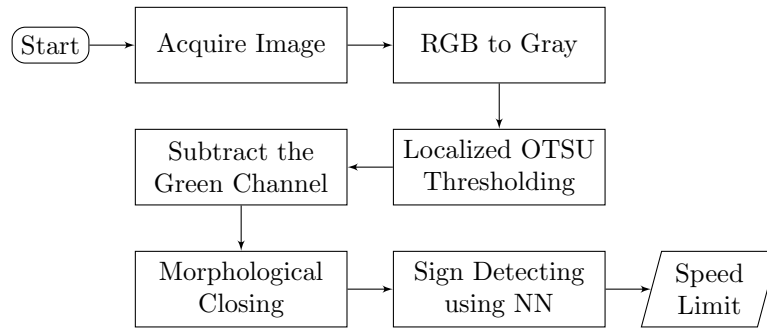 Start
Acquire Image
RGB to Gray
Localized OTSU
Thresholding
Subtract the
Green Channel
Morphological
Closing
Sign Detecting
using NN
Speed
Limit